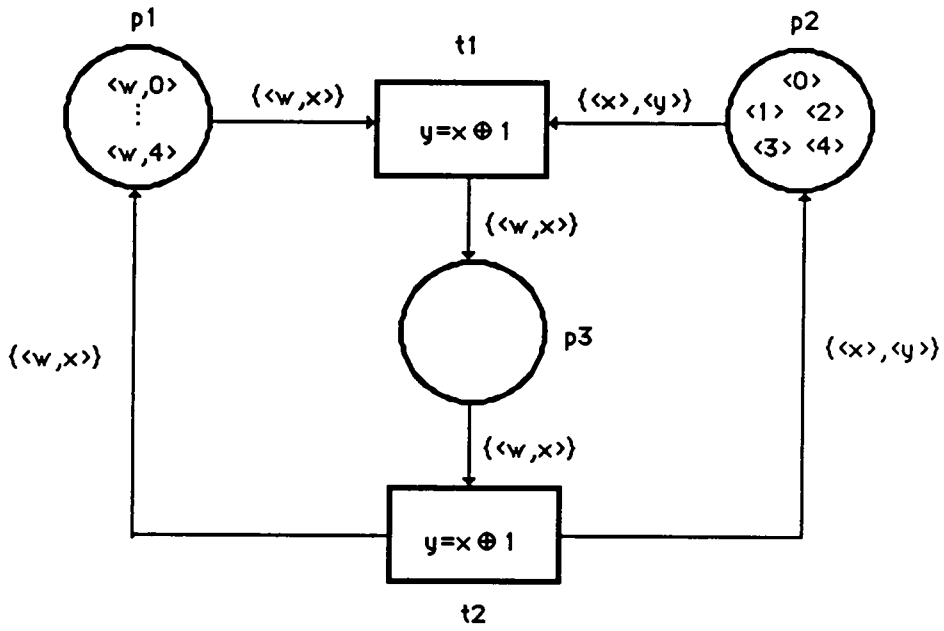 p1
t1
p2
<w,0>
⋮
<w,4>
{<w,x>}
y=x⊕1
{<x>,<y>}
<0>
<1> <2>
<3> <4>
{<w,x>}
p3
{<w,x>}
{<x>,<y>}
{<w,x>}
y=x⊕1
t2